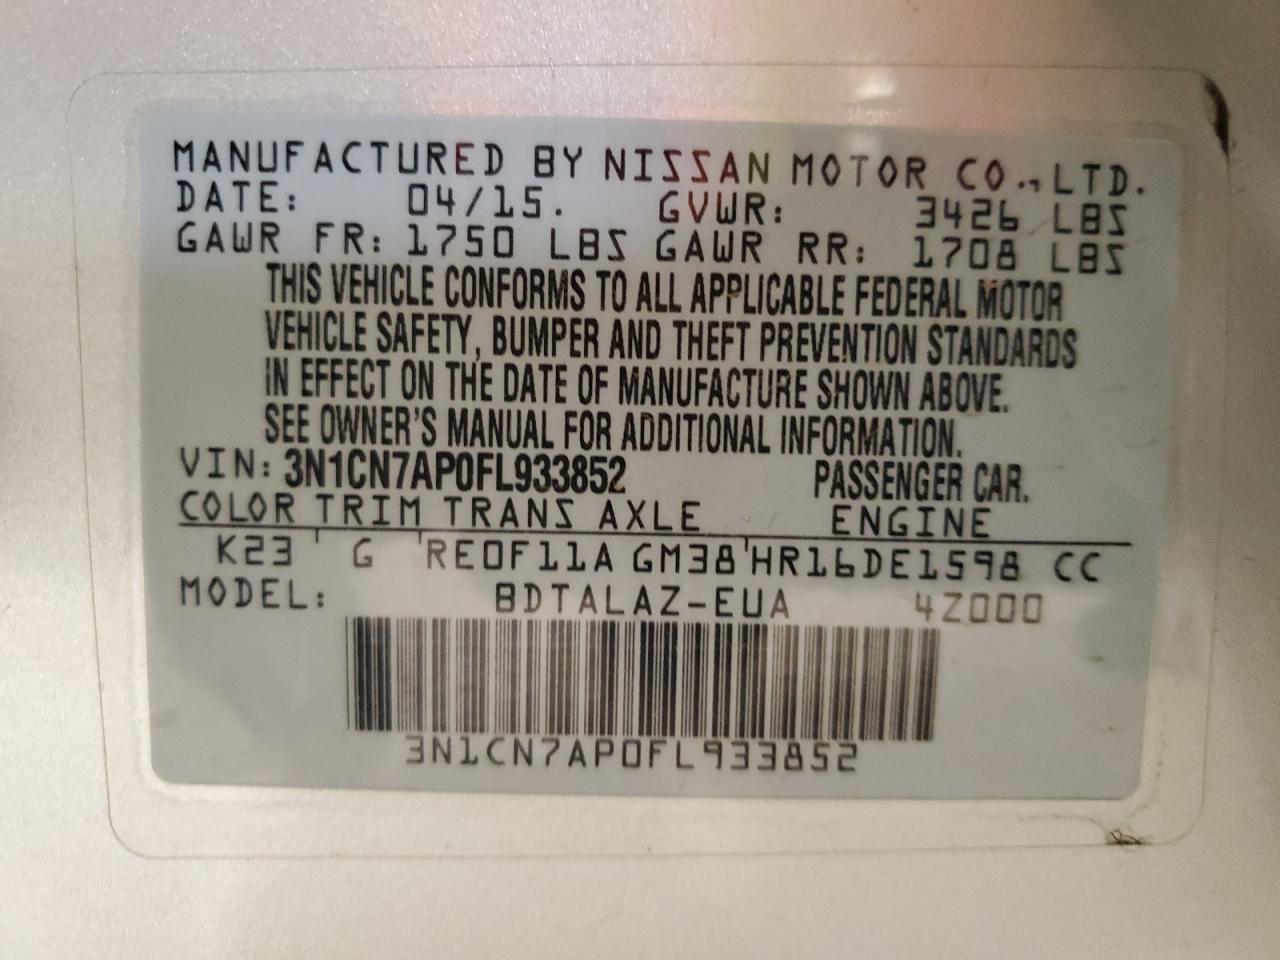 MANUFACTURED BY NISSAN MOTOR CO., LTD.
DATE: 04/15. GVWR: 3426 LBS
GAWR FR: 1750 LBS GAWR RR: 1708 LBS
THIS VEHICLE CONFORMS TO ALL APPLICABLE FEDERAL MOTOR
VEHICLE SAFETY, BUMPER AND THEFT PREVENTION STANDARDS
IN EFFECT ON THE DATE OF MANUFACTURE SHOWN ABOVE.
SEE OWNER'S MANUAL FOR ADDITIONAL INFORMATION.
VIN: 3N1CN7AP0FL933852 PASSENGER CAR.
COLOR TRIM TRANS AXLE ENGINE
K23 G RE0F11A GM38 HR16DE1598 CC
MODEL: BDTALAZ-EUA 4Z000
3N1CN7AP0FL933852